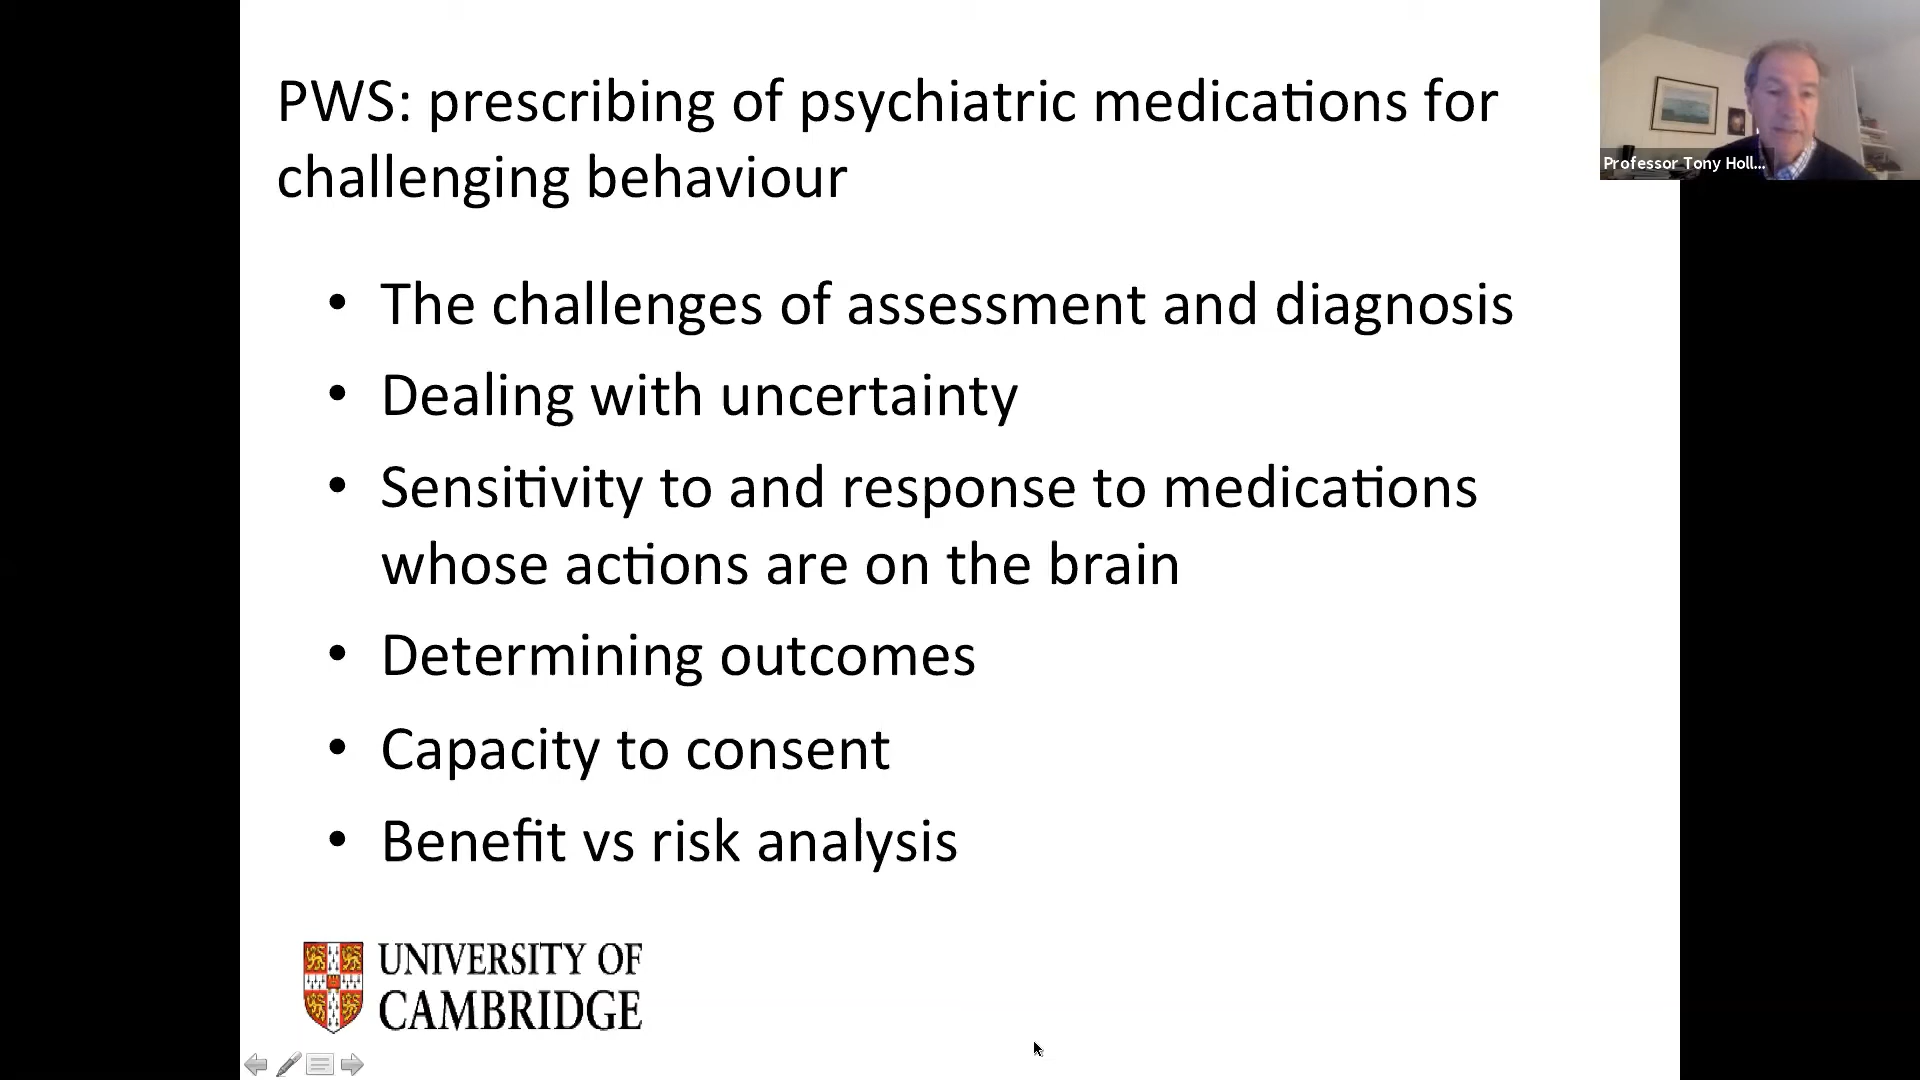 PWS: prescribing of psychiatric medications for
challenging behaviour
Professor Tony Holl...
• The challenges of assessment and diagnosis
• Dealing with uncertainty
• Sensitivity to and response to medications
whose actions are on the brain
• Determining outcomes
• Capacity to consent
• Benefit vs risk analysis
UNIVERSITY OF
CAMBRIDGE